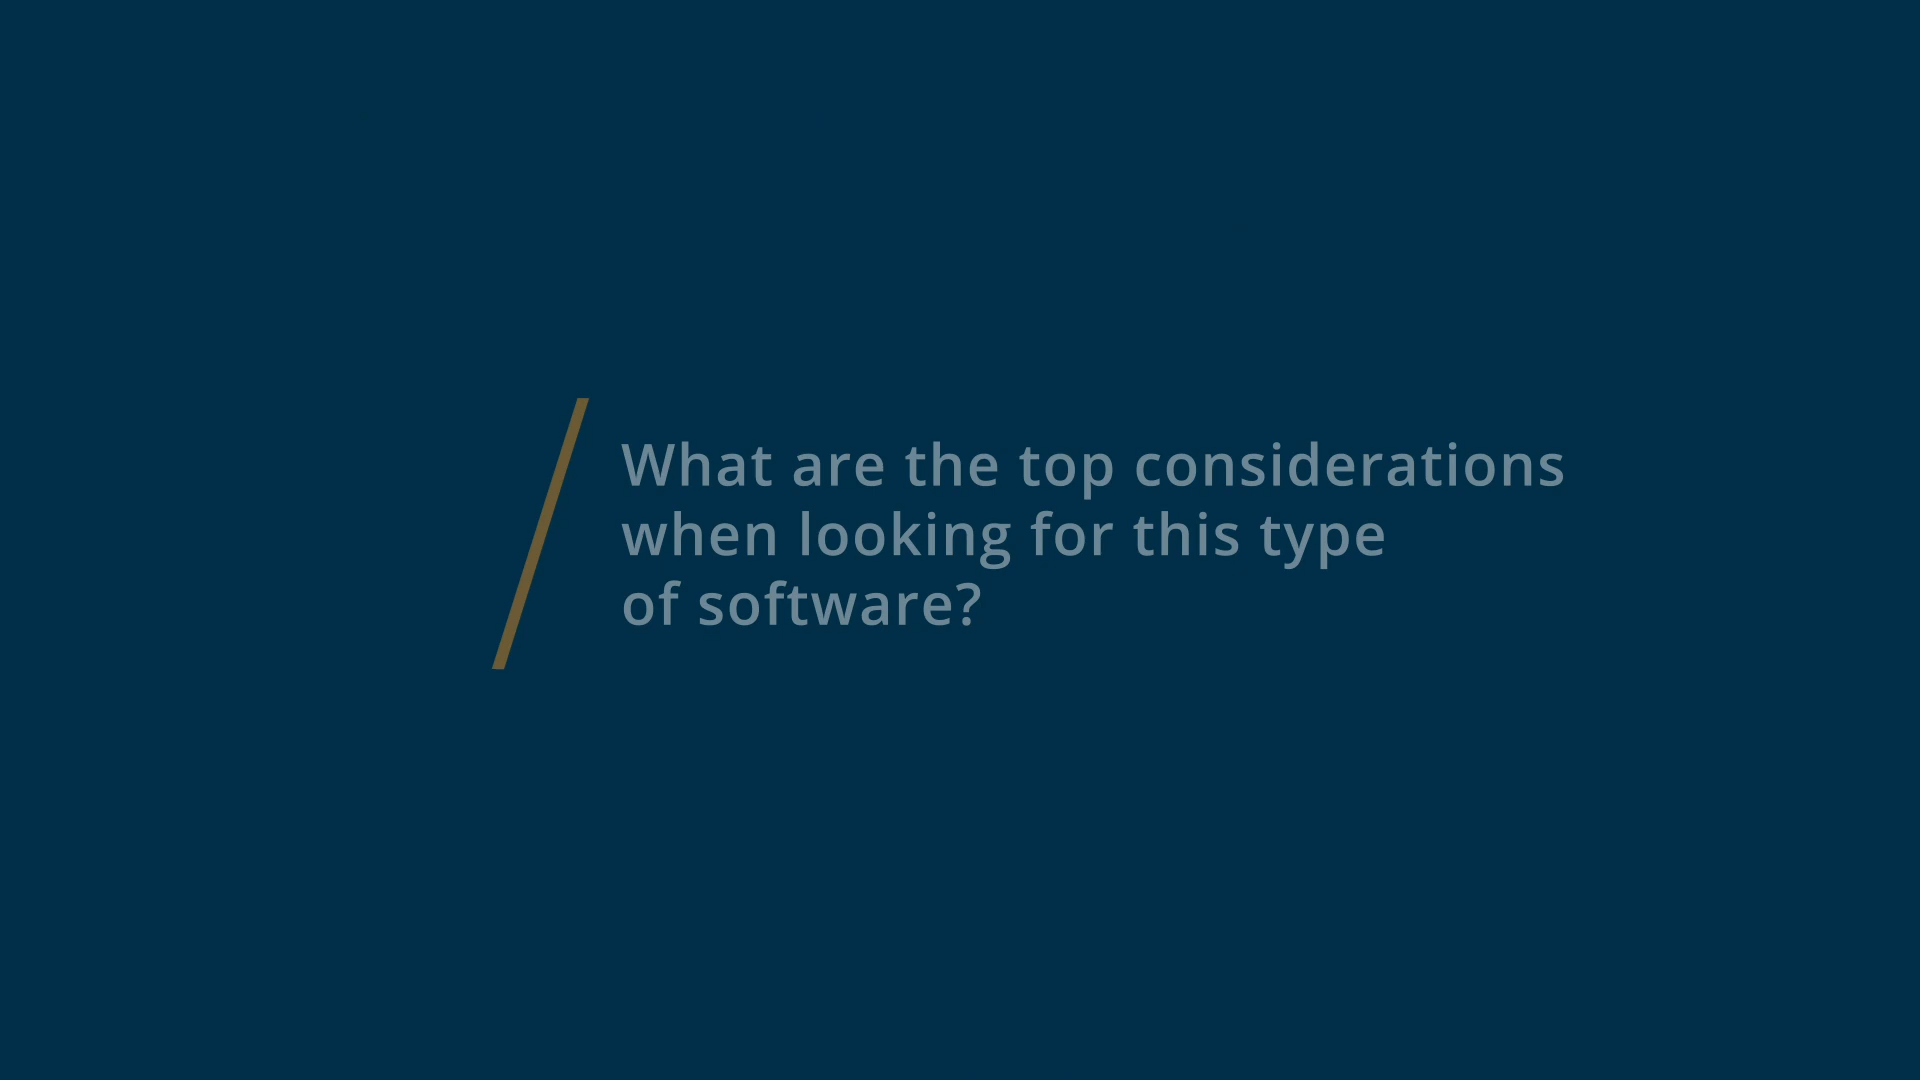 What are the top considerations
when looking for this type
of software?